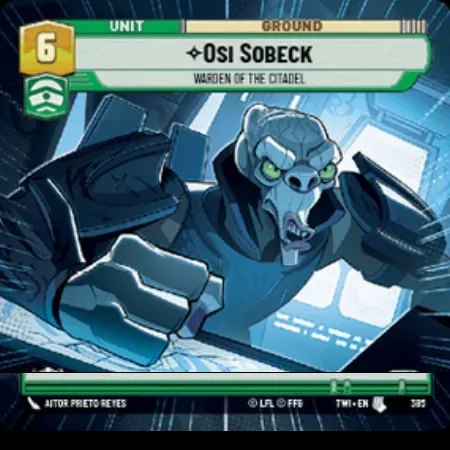 UNIT GROUND
6
✧OSI SOBECK
WARDEN OF THE CITADEL
AITOR PRIETO REYES © LFL © FFG TWI • EN 385